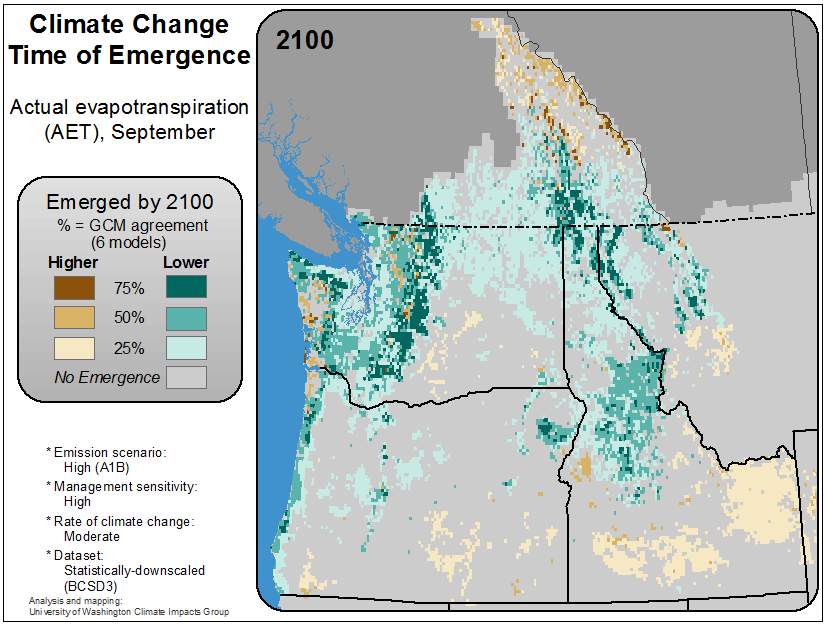 Climate Change
Time of Emergence
Actual evapotranspiration
(AET), September
Emerged by 2100
% = GCM agreement
(6 models)
Higher Lower
75%
50%
25%
No Emergence
* Emission scenario:
High (A1B)
* Management sensitivity:
High
* Rate of climate change:
Moderate
* Dataset:
Statistically-downscaled
(BCSD3)
Analysis and mapping:
University of Washington Climate Impacts Group
2100